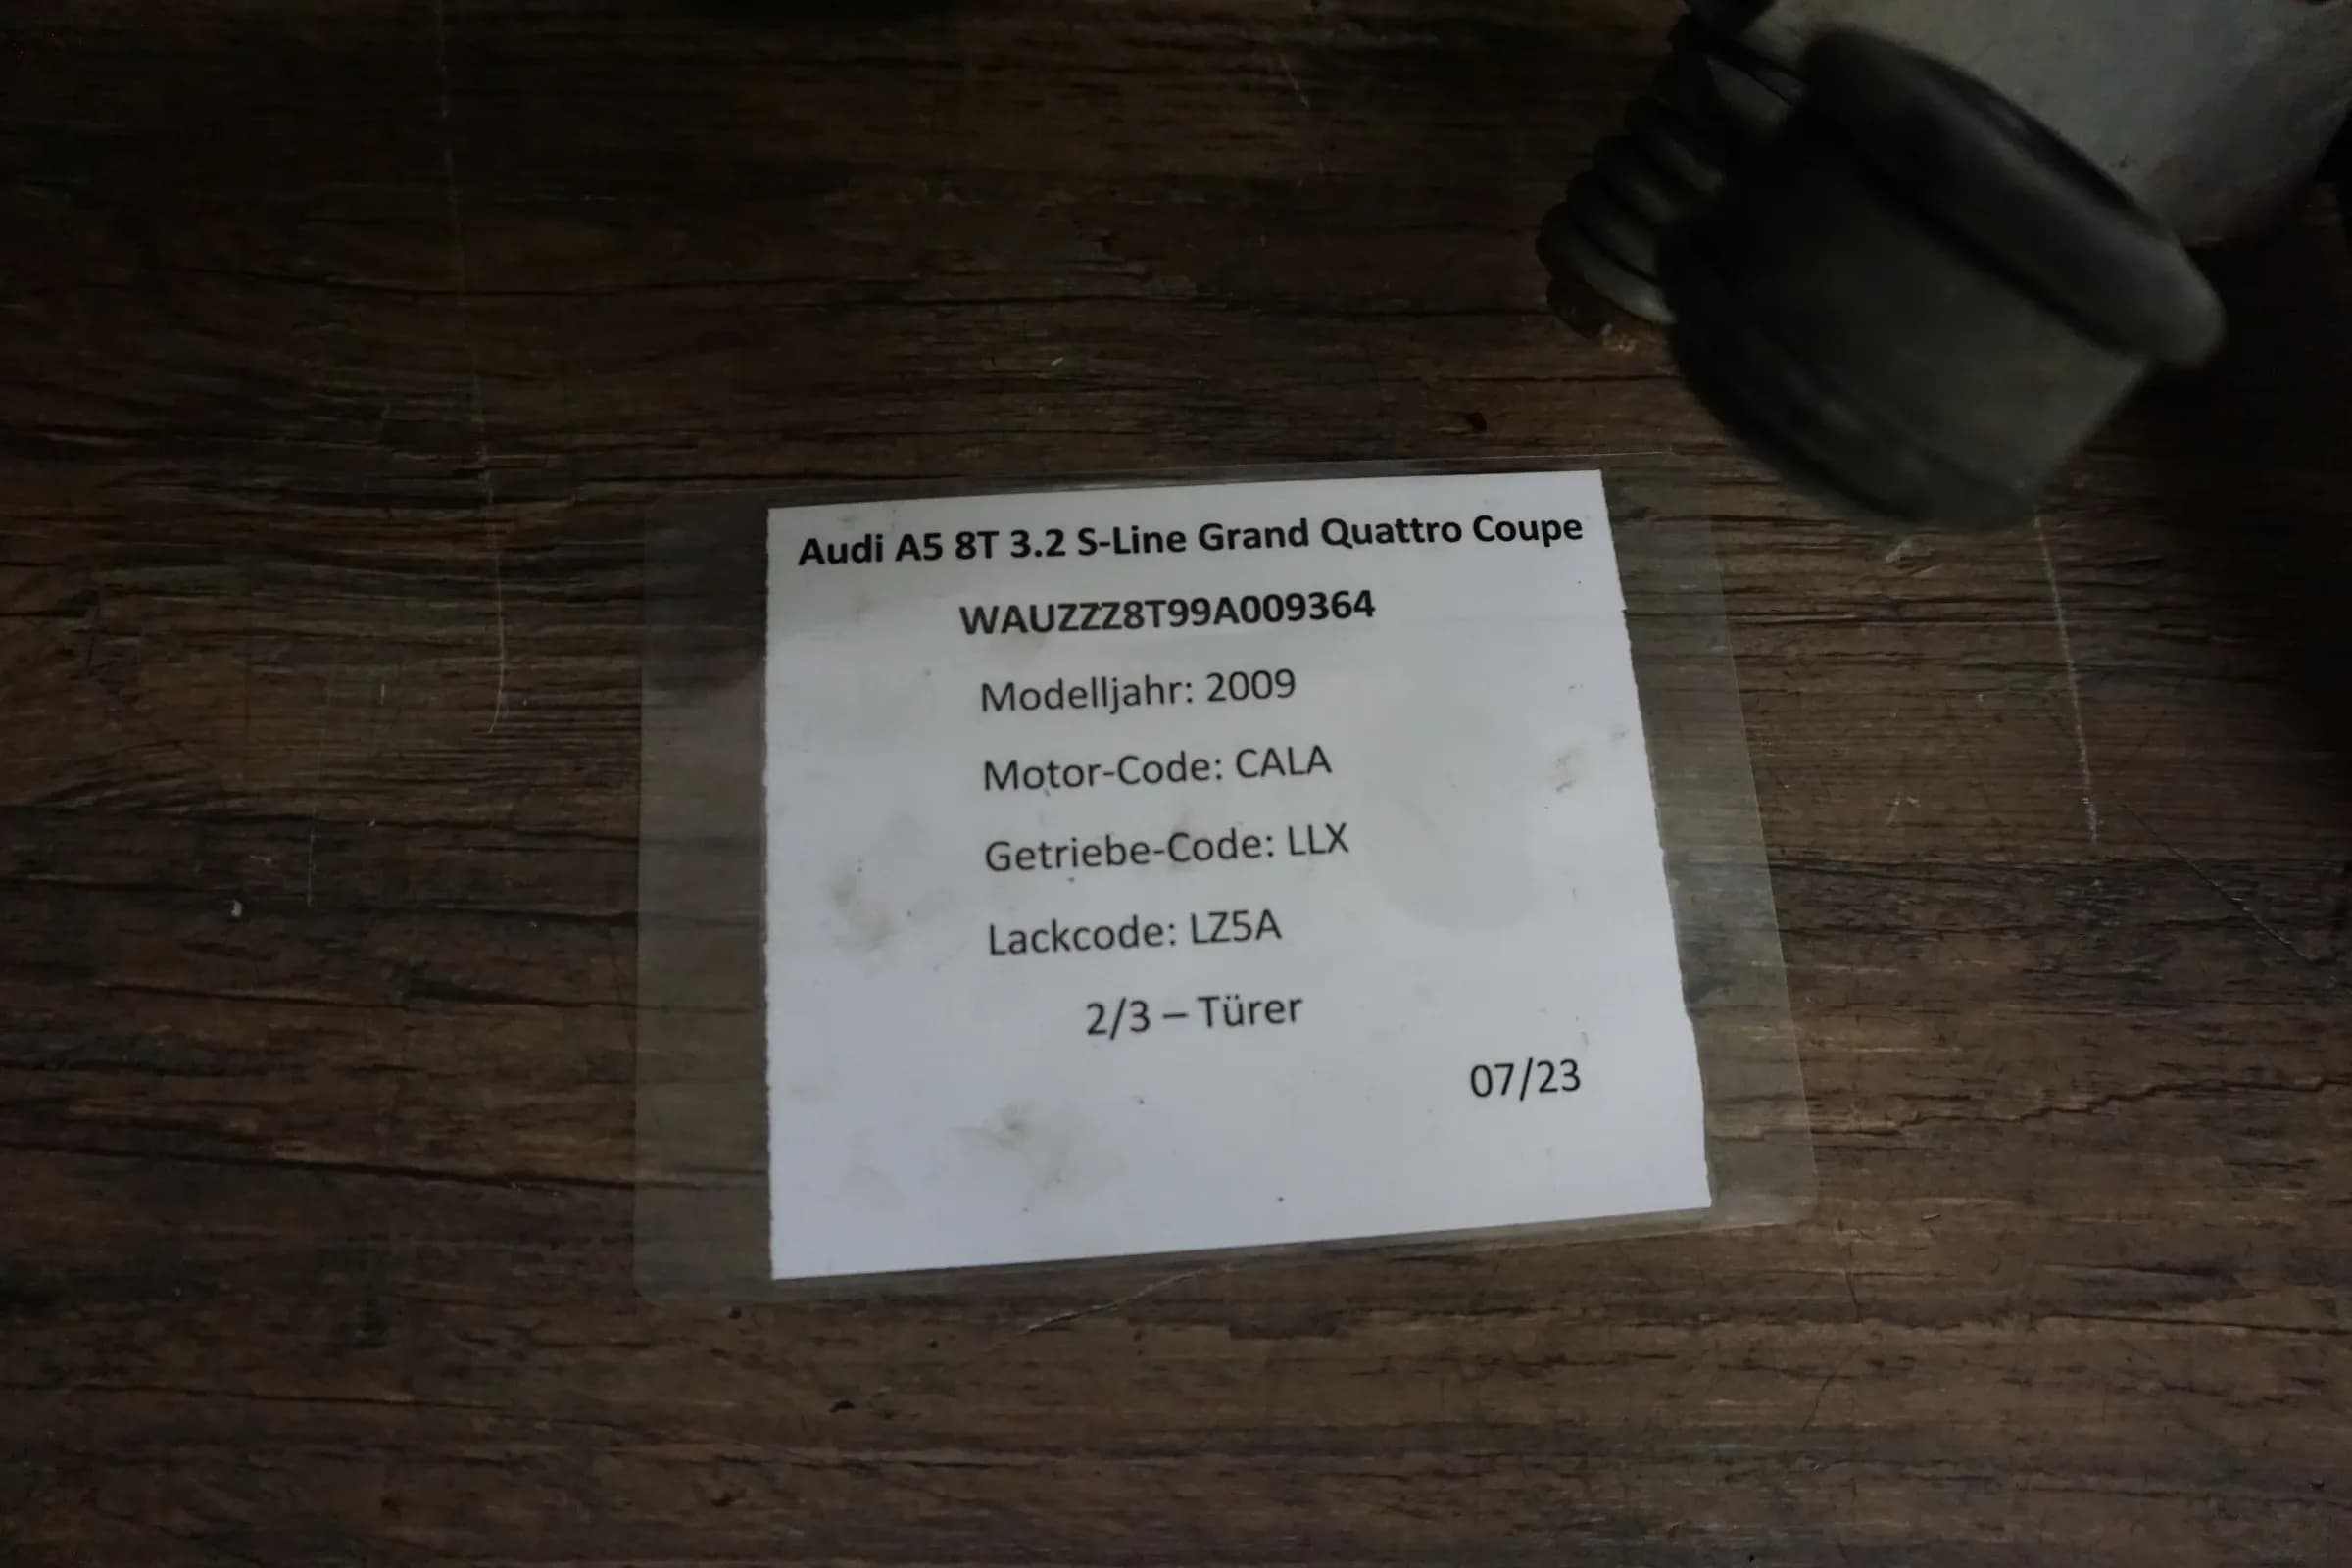 Audi A5 8T 3.2 S-Line Grand Quattro Coupe
WAUZZZ8T99A009364
Modelljahr: 2009
Motor-Code: CALA
Getriebe-Code: LLX
Lackcode: LZ5A
2/3 – Türer
07/23